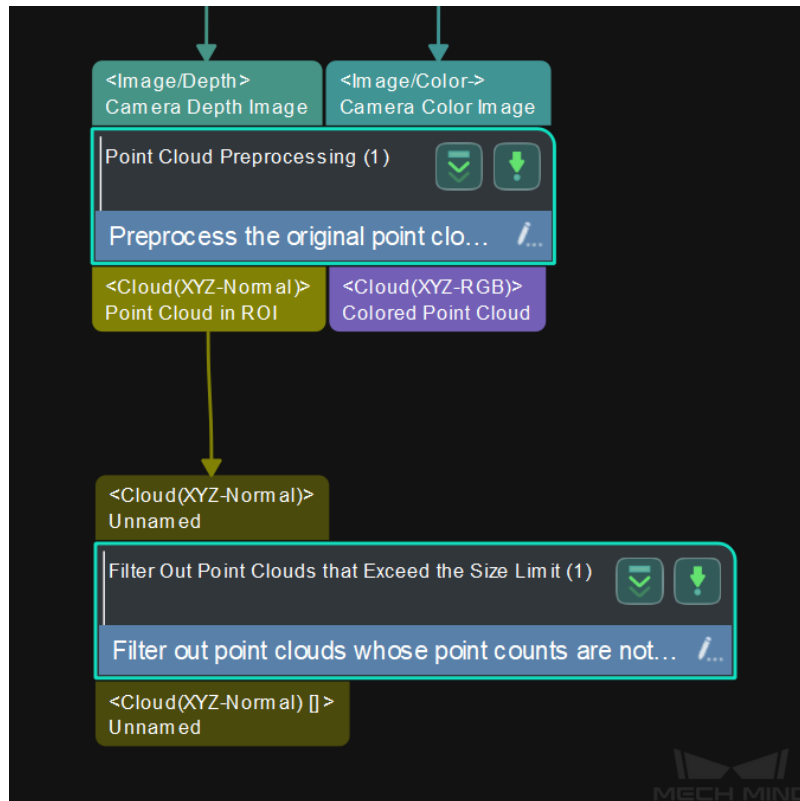 <Image/Depth>
Camera Depth Image
<Image/Color->
Camera Color Image
Point Cloud Preprocessing (1)
Preprocess the original point clo...
<Cloud(XYZ-Normal)>
Point Cloud in ROI
<Cloud(XYZ-RGB)>
Colored Point Cloud
<Cloud(XYZ-Normal)>
Unnamed
Filter Out Point Clouds that Exceed the Size Limit (1)
Filter out point clouds whose point counts are not...
<Cloud(XYZ-Normal) []>
Unnamed
MECH MIND